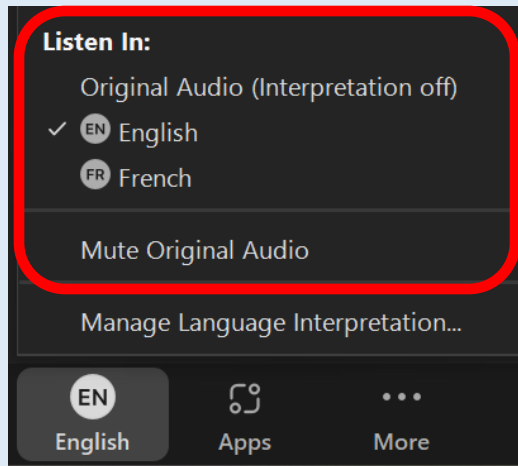 Listen In:
Original Audio (Interpretation off)
EN English
FR French
Mute Original Audio
Manage Language Interpretation...
EN
English Apps More